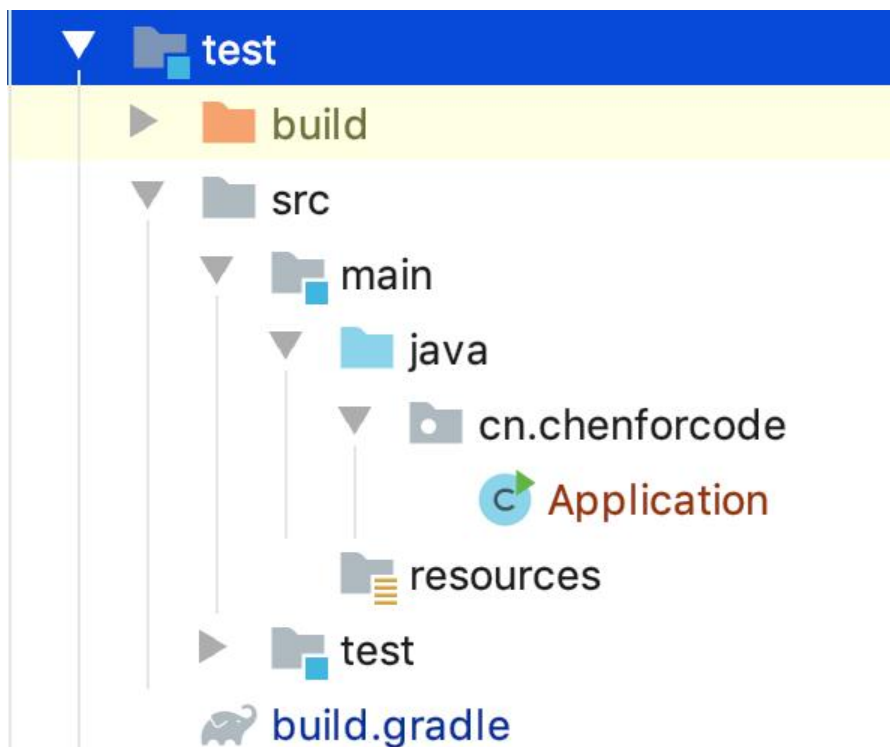 test
build
src
main
java
cn.chenforcode
Application
resources
test
build.gradle